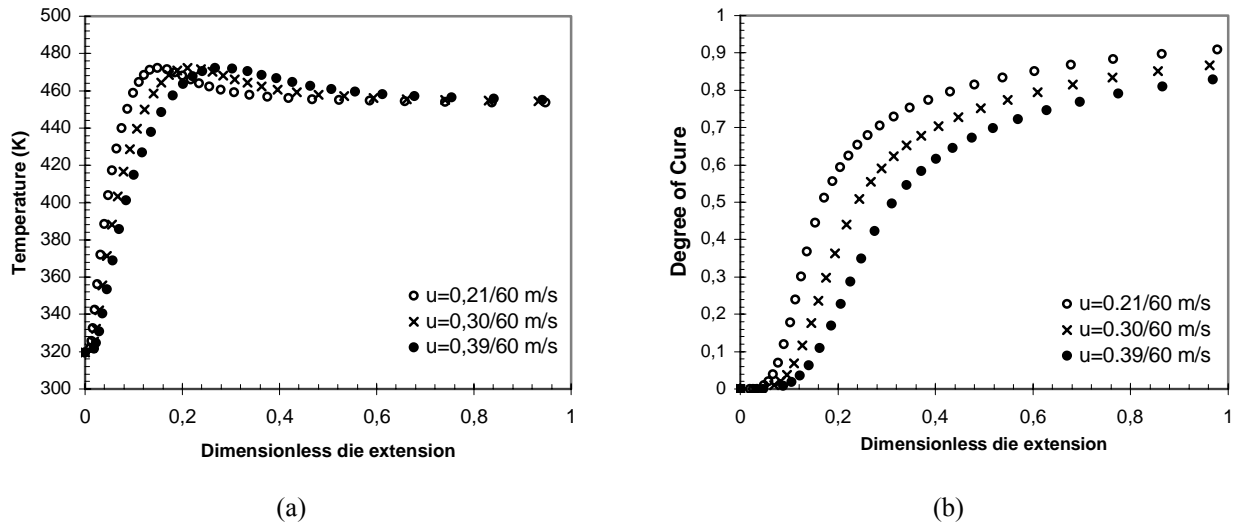 500
480
460
440
420
400
380
360
340
320
300
Temperature (K)
0
0,2
0,4
0,6
0,8
1
Dimensionless die extension
u=0,21/60 m/s
u=0,30/60 m/s
u=0,39/60 m/s
(a)
1
0,9
0,8
0,7
0,6
0,5
0,4
0,3
0,2
0,1
0
Degree of Cure
0
0,2
0,4
0,6
0,8
1
Dimensionless die extension
u=0.21/60 m/s
u=0.30/60 m/s
u=0.39/60 m/s
(b)